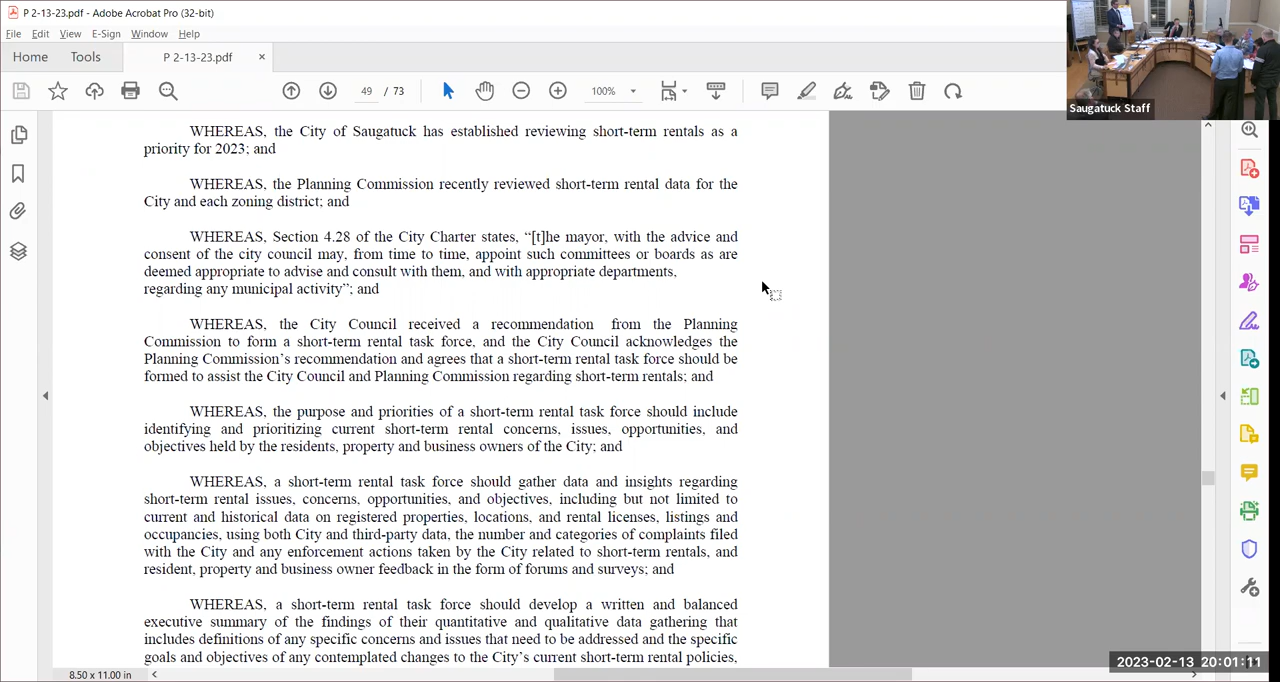 P 2-13-23.pdf - Adobe Acrobat Pro (32-bit)
File Edit View E-Sign Window Help
Home Tools P 2-13-23.pdf ×
49 / 73 100%
Saugatuck Staff
WHEREAS, the City of Saugatuck has established reviewing short-term rentals as a
priority for 2023; and
WHEREAS, the Planning Commission recently reviewed short-term rental data for the
City and each zoning district; and
WHEREAS, Section 4.28 of the City Charter states, “[t]he mayor, with the advice and
consent of the city council may, from time to time, appoint such committees or boards as are
deemed appropriate to advise and consult with them, and with appropriate departments,
regarding any municipal activity”; and
WHEREAS, the City Council received a recommendation from the Planning
Commission to form a short-term rental task force, and the City Council acknowledges the
Planning Commission’s recommendation and agrees that a short-term rental task force should be
formed to assist the City Council and Planning Commission regarding short-term rentals; and
WHEREAS, the purpose and priorities of a short-term rental task force should include
identifying and prioritizing current short-term rental concerns, issues, opportunities, and
objectives held by the residents, property and business owners of the City; and
WHEREAS, a short-term rental task force should gather data and insights regarding
short-term rental issues, concerns, opportunities, and objectives, including but not limited to
current and historical data on registered properties, locations, and rental licenses, listings and
occupancies, using both City and third-party data, the number and categories of complaints filed
with the City and any enforcement actions taken by the City related to short-term rentals, and
resident, property and business owner feedback in the form of forums and surveys; and
WHEREAS, a short-term rental task force should develop a written and balanced
executive summary of the findings of their quantitative and qualitative data gathering that
includes definitions of any specific concerns and issues that need to be addressed and the specific
goals and objectives of any contemplated changes to the City’s current short-term rental policies,
8.50 x 11.00 in
2023-02-13 20:01:11